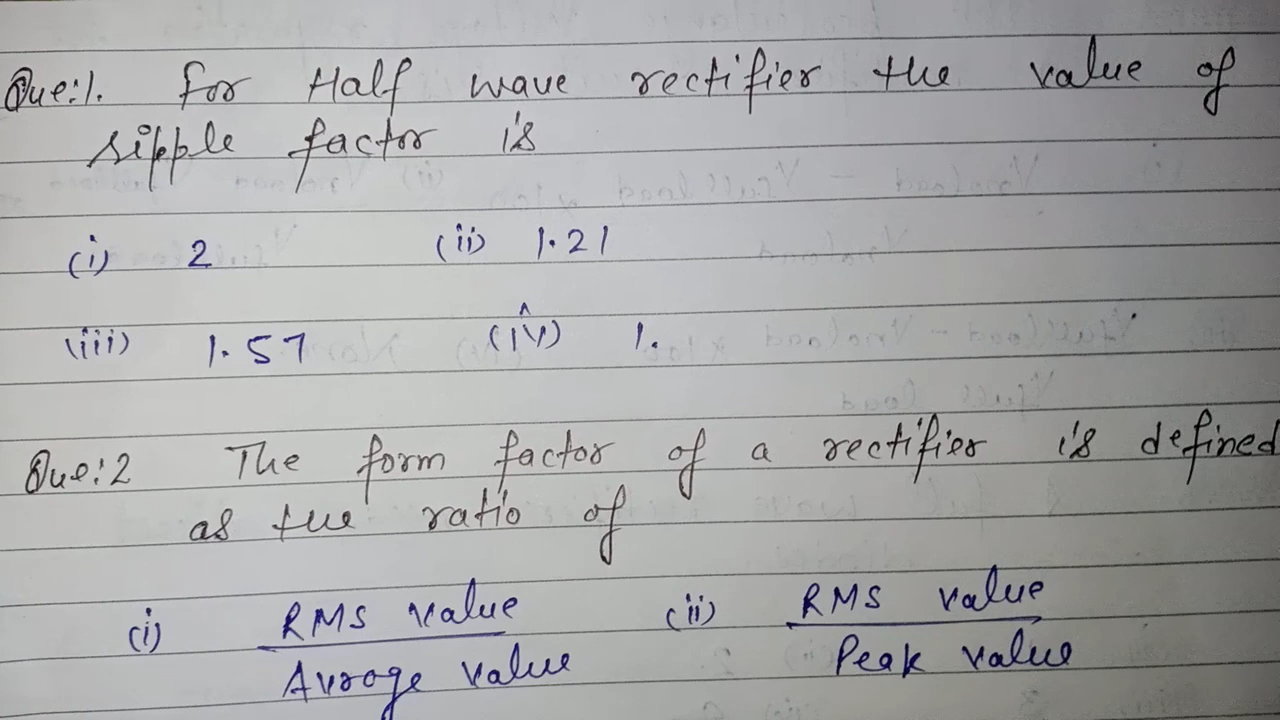 Que:1. For Half wave rectifier the value of
ripple factor is
(i) 2 (ii) 1.21
(iii) 1.57 (iv) 1.
Que:2 The form factor of a rectifier is defined
as the ratio of
(i) RMS value (ii) RMS value
Avrage value Peak value